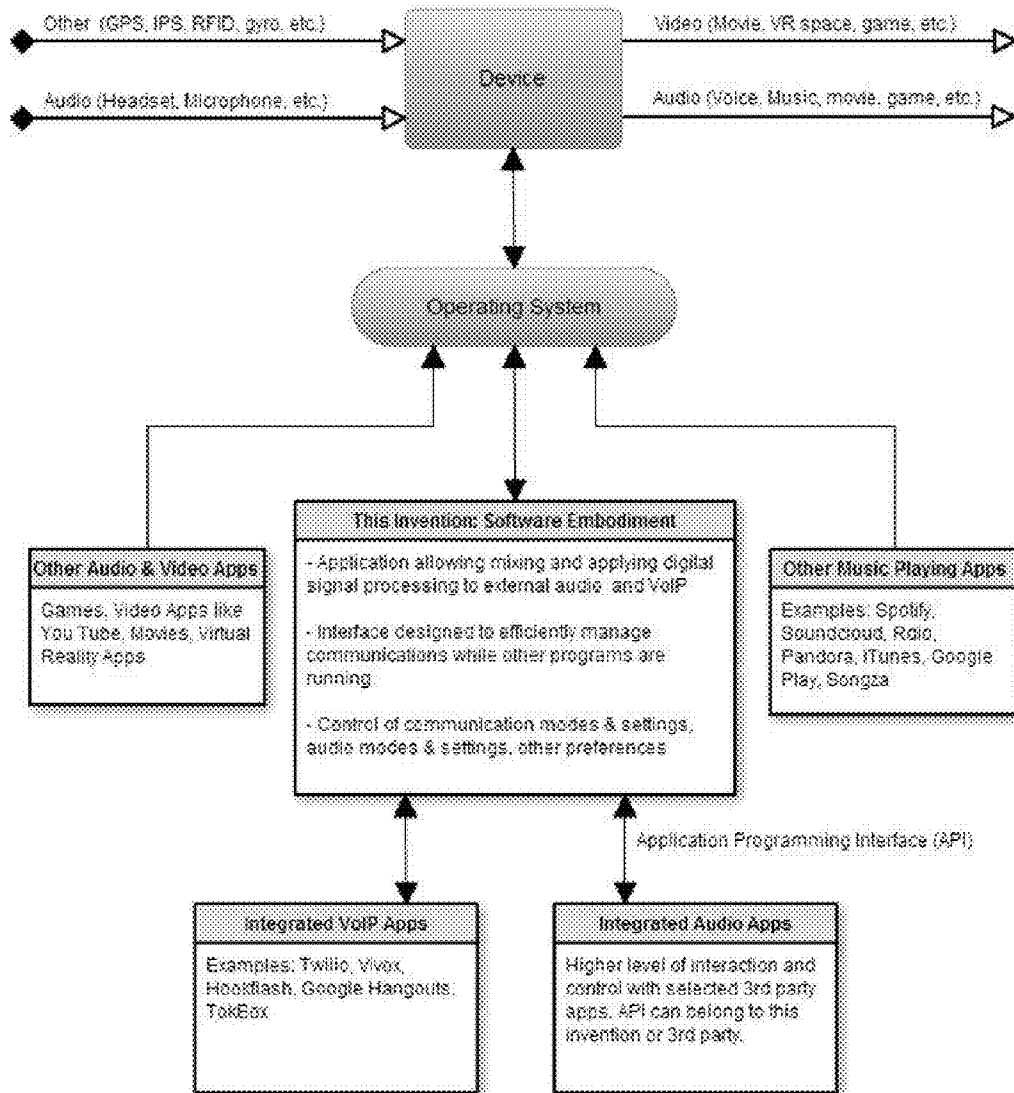 Other (GPS, IPS, RFID, gyro, etc.)
Audio (Headset, Microphone, etc.)
Device
Video (Movie, VR space, game, etc.)
Audio (Voice, Music, movie, game, etc.)
Operating System
This Invention: Software Embodiment
- Application allowing mixing and applying digital
signal processing to external audio and VoIP
- Interface designed to efficiently manage
communications while other programs are
running
- Control of communication modes & settings,
audio modes & settings, other preferences
Other Audio & Video Apps
Games, Video Apps like
You Tube, Movies, Virtual
Reality Apps
Other Music Playing Apps
Examples: Spotify,
Soundcloud, Rdio,
Pandora, iTunes, Google
Play, Songza
Application Programming Interface (API)
Integrated VoIP Apps
Examples: Twilio, Vivox,
Hookflash, Google Hangouts,
TokBox
Integrated Audio Apps
Higher level of interaction and
control with selected 3rd party
apps. API can belong to this
invention or 3rd party.